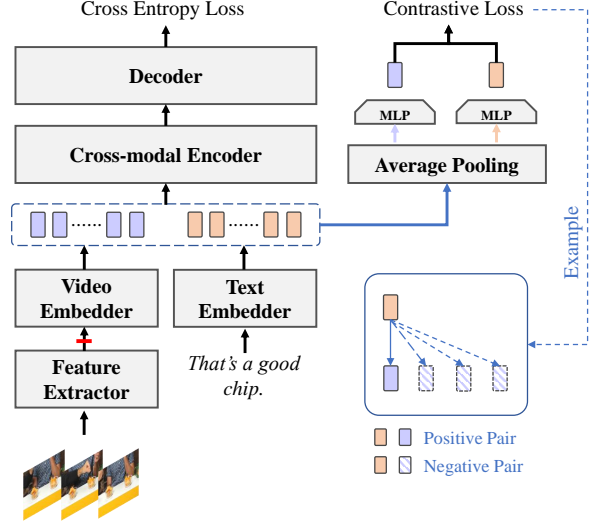 Cross Entropy Loss
Contrastive Loss
Decoder
MLP
MLP
Cross-modal Encoder
Average Pooling
Video
Embedder
Text
Embedder
Example
Feature
Extractor
That's a good
chip.
Positive Pair
Negative Pair